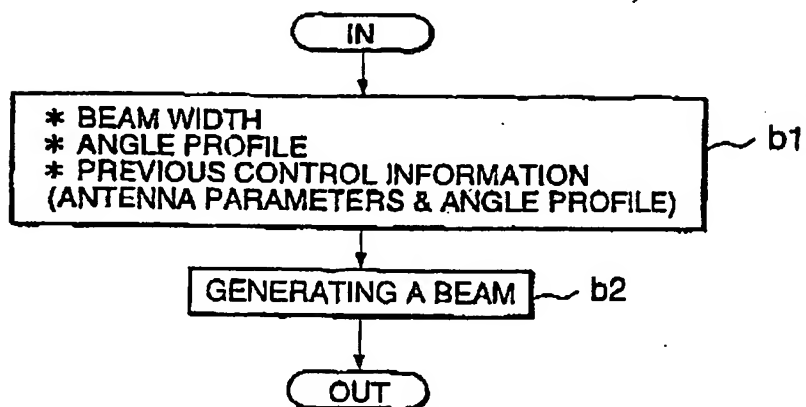 IN
* BEAM WIDTH
* ANGLE PROFILE
* PREVIOUS CONTROL INFORMATION
(ANTENNA PARAMETERS & ANGLE PROFILE)
b1
GENERATING A BEAM
b2
OUT